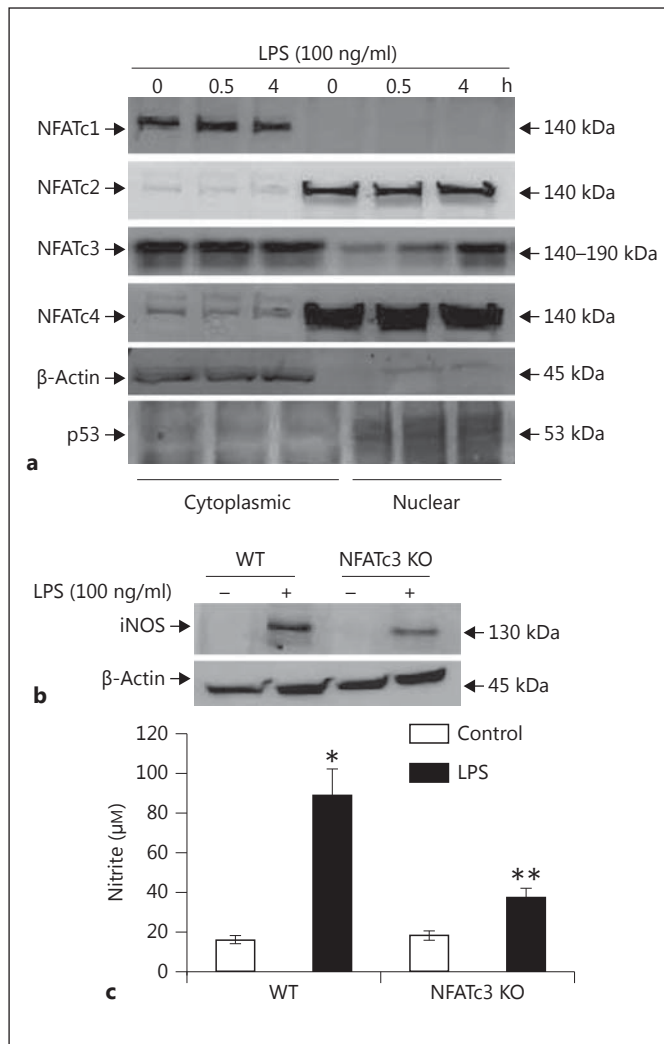 LPS (100 ng/ml)
0 0.5 4 0 0.5 4 h
NFATc1 140 kDa
NFATc2 140 kDa
NFATc3 140–190 kDa
NFATc4 140 kDa
β-Actin 45 kDa
p53 53 kDa
a
Cytoplasmic Nuclear
WT NFATc3 KO
LPS (100 ng/ml) – + – +
iNOS 130 kDa
β-Actin 45 kDa
b
120
100
80
60
40
20
0
Nitrite (μM)
Control
LPS
*
**
WT NFATc3 KO
c